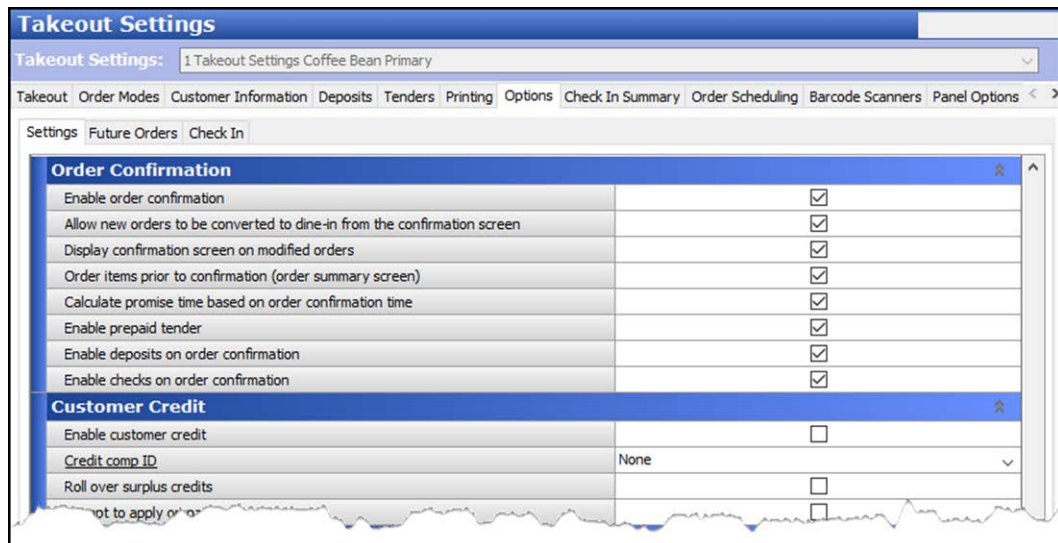 Takeout Settings
Takeout Settings: 1 Takeout Settings Coffee Bean Primary
Takeout Order Modes Customer Information Deposits Tenders Printing Options Check In Summary Order Scheduling Barcode Scanners Panel Options
Settings Future Orders Check In
Order Confirmation
Enable order confirmation
Allow new orders to be converted to dine-in from the confirmation screen
Display confirmation screen on modified orders
Order items prior to confirmation (order summary screen)
Calculate promise time based on order confirmation time
Enable prepaid tender
Enable deposits on order confirmation
Enable checks on order confirmation
Customer Credit
Enable customer credit
Credit comp ID None
Roll over surplus credits
to apply